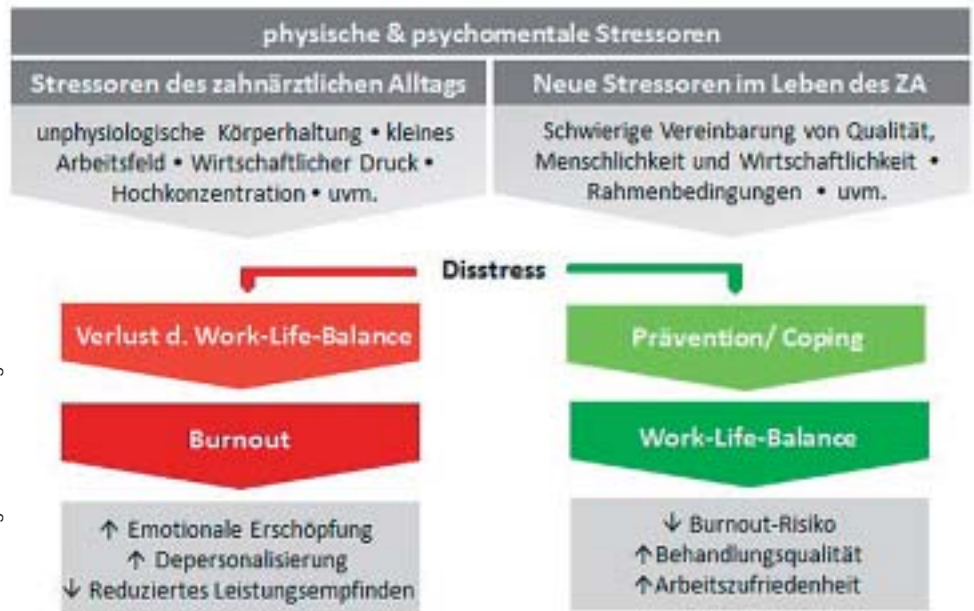 physische & psychomentale Stressoren
Stressoren des zahnärztlichen Alltags
unphysiologische Körperhaltung • kleines
Arbeitsfeld • Wirtschaftlicher Druck •
Hochkonzentration • uvm.
Neue Stressoren im Leben des ZA
Schwierige Vereinbarung von Qualität,
Menschlichkeit und Wirtschaftlichkeit •
Rahmenbedingungen • uvm.
Disstress
Verlust d. Work-Life-Balance
Burnout
↑ Emotionale Erschöpfung
↑ Depersonalisierung
↓ Reduziertes Leistungsempfinden
Prävention/ Coping
Work-Life-Balance
↓ Burnout-Risiko
↑Behandlungsqualität
↑Arbeitszufriedenheit